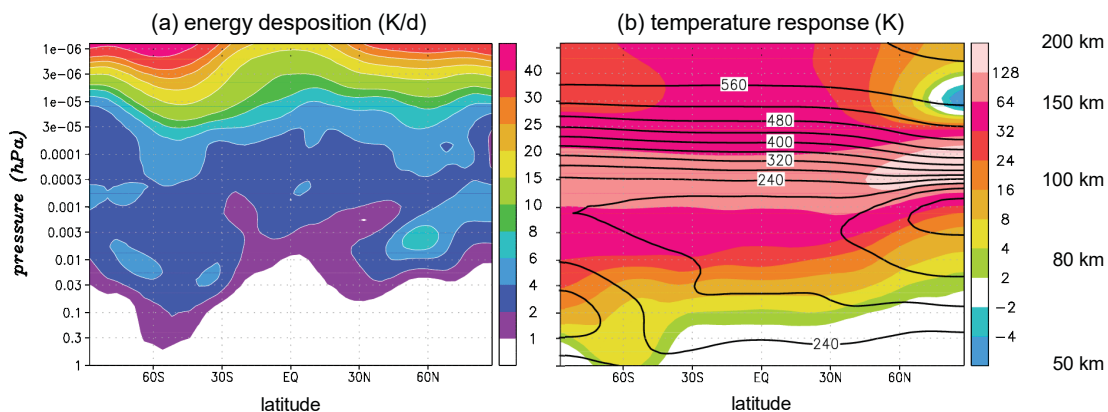 (a) energy desposition (K/d)
(b) temperature response (K)
pressure (hPa)
1e-06
3e-06
1e-05
3e-05
0.0001
0.0003
0.001
0.003
0.01
0.03
0.1
0.3
1
60S
30S
EQ
30N
60N
latitude
40
30
25
20
15
10
8
6
4
2
1
560
480
400
320
240
240
60S
30S
EQ
30N
60N
latitude
128
64
32
24
16
8
4
2
−2
−4
200 km
150 km
100 km
80 km
50 km